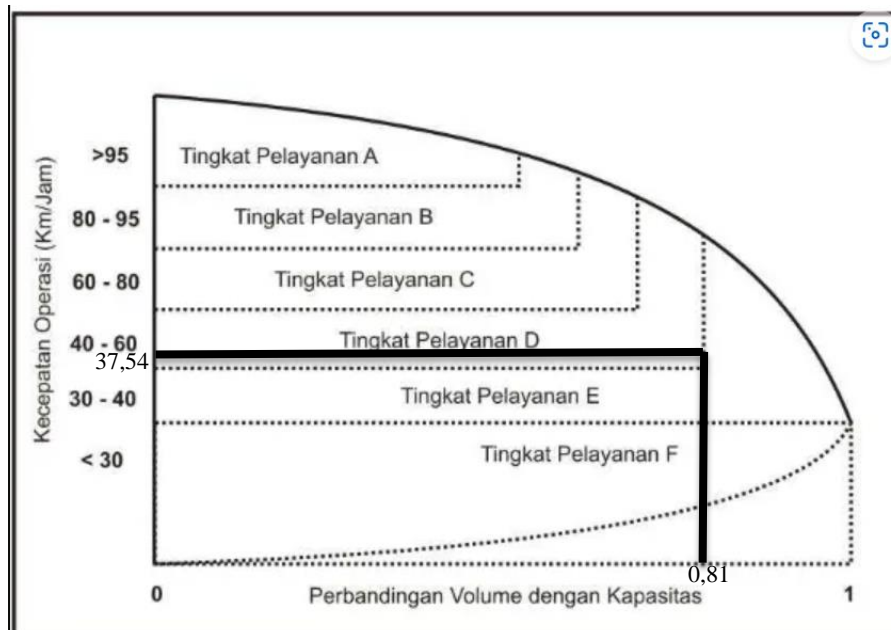 Kecepatan Operasi (Km/Jam)
>95
Tingkat Pelayanan A
80 - 95
Tingkat Pelayanan B
60 - 80
Tingkat Pelayanan C
40 - 60
Tingkat Pelayanan D
37,54
30 - 40
Tingkat Pelayanan E
< 30
Tingkat Pelayanan F
0,81
0
Perbandingan Volume dengan Kapasitas
1